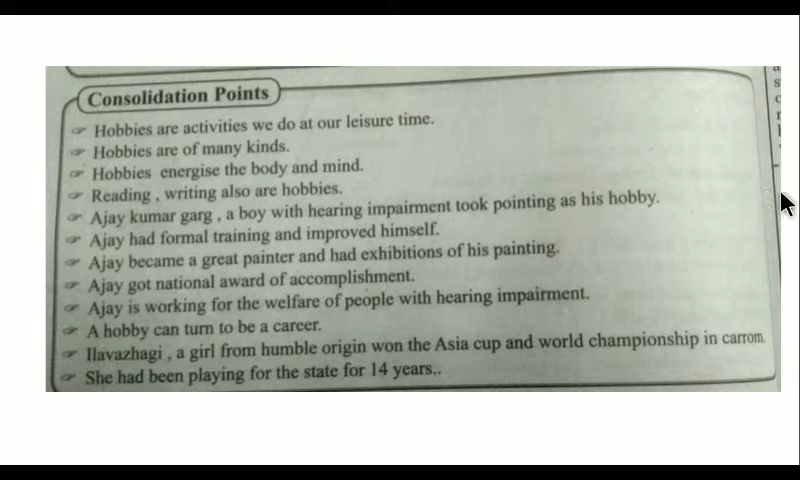 Consolidation Points
Hobbies are activities we do at our leisure time.
Hobbies are of many kinds.
Hobbies energise the body and mind.
Reading , writing also are hobbies.
Ajay kumar garg , a boy with hearing impairment took pointing as his hobby.
Ajay had formal training and improved himself.
Ajay became a great painter and had exhibitions of his painting.
Ajay got national award of accomplishment.
Ajay is working for the welfare of people with hearing impairment.
A hobby can turn to be a career.
Ilavazhagi , a girl from humble origin won the Asia cup and world championship in carrom.
She had been playing for the state for 14 years..